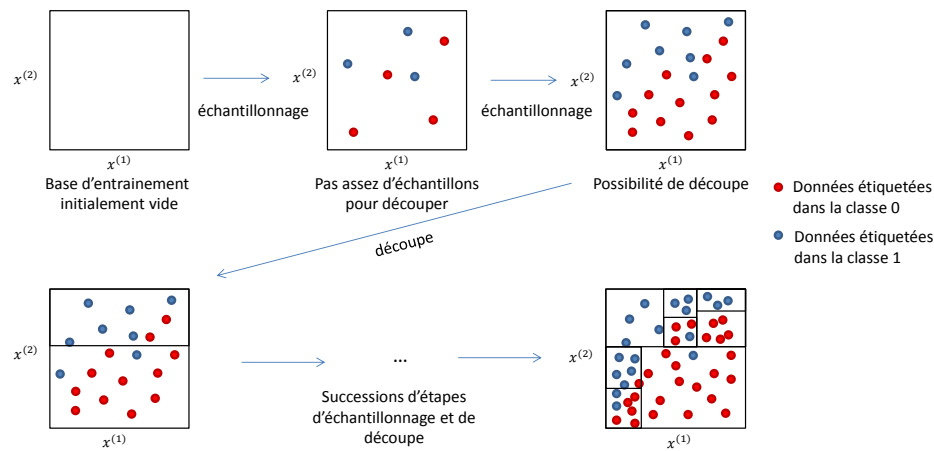 x^(2)
x^(1)
Base d'entrainement
initialement vide
échantillonnage
x^(2)
x^(1)
Pas assez d'échantillons
pour découper
échantillonnage
x^(2)
x^(1)
Possibilité de découpe
Données étiquetées
dans la classe 0
Données étiquetées
dans la classe 1
découpe
x^(2)
x^(1)
...
Successions d'étapes
d'échantillonnage et de
découpe
x^(2)
x^(1)